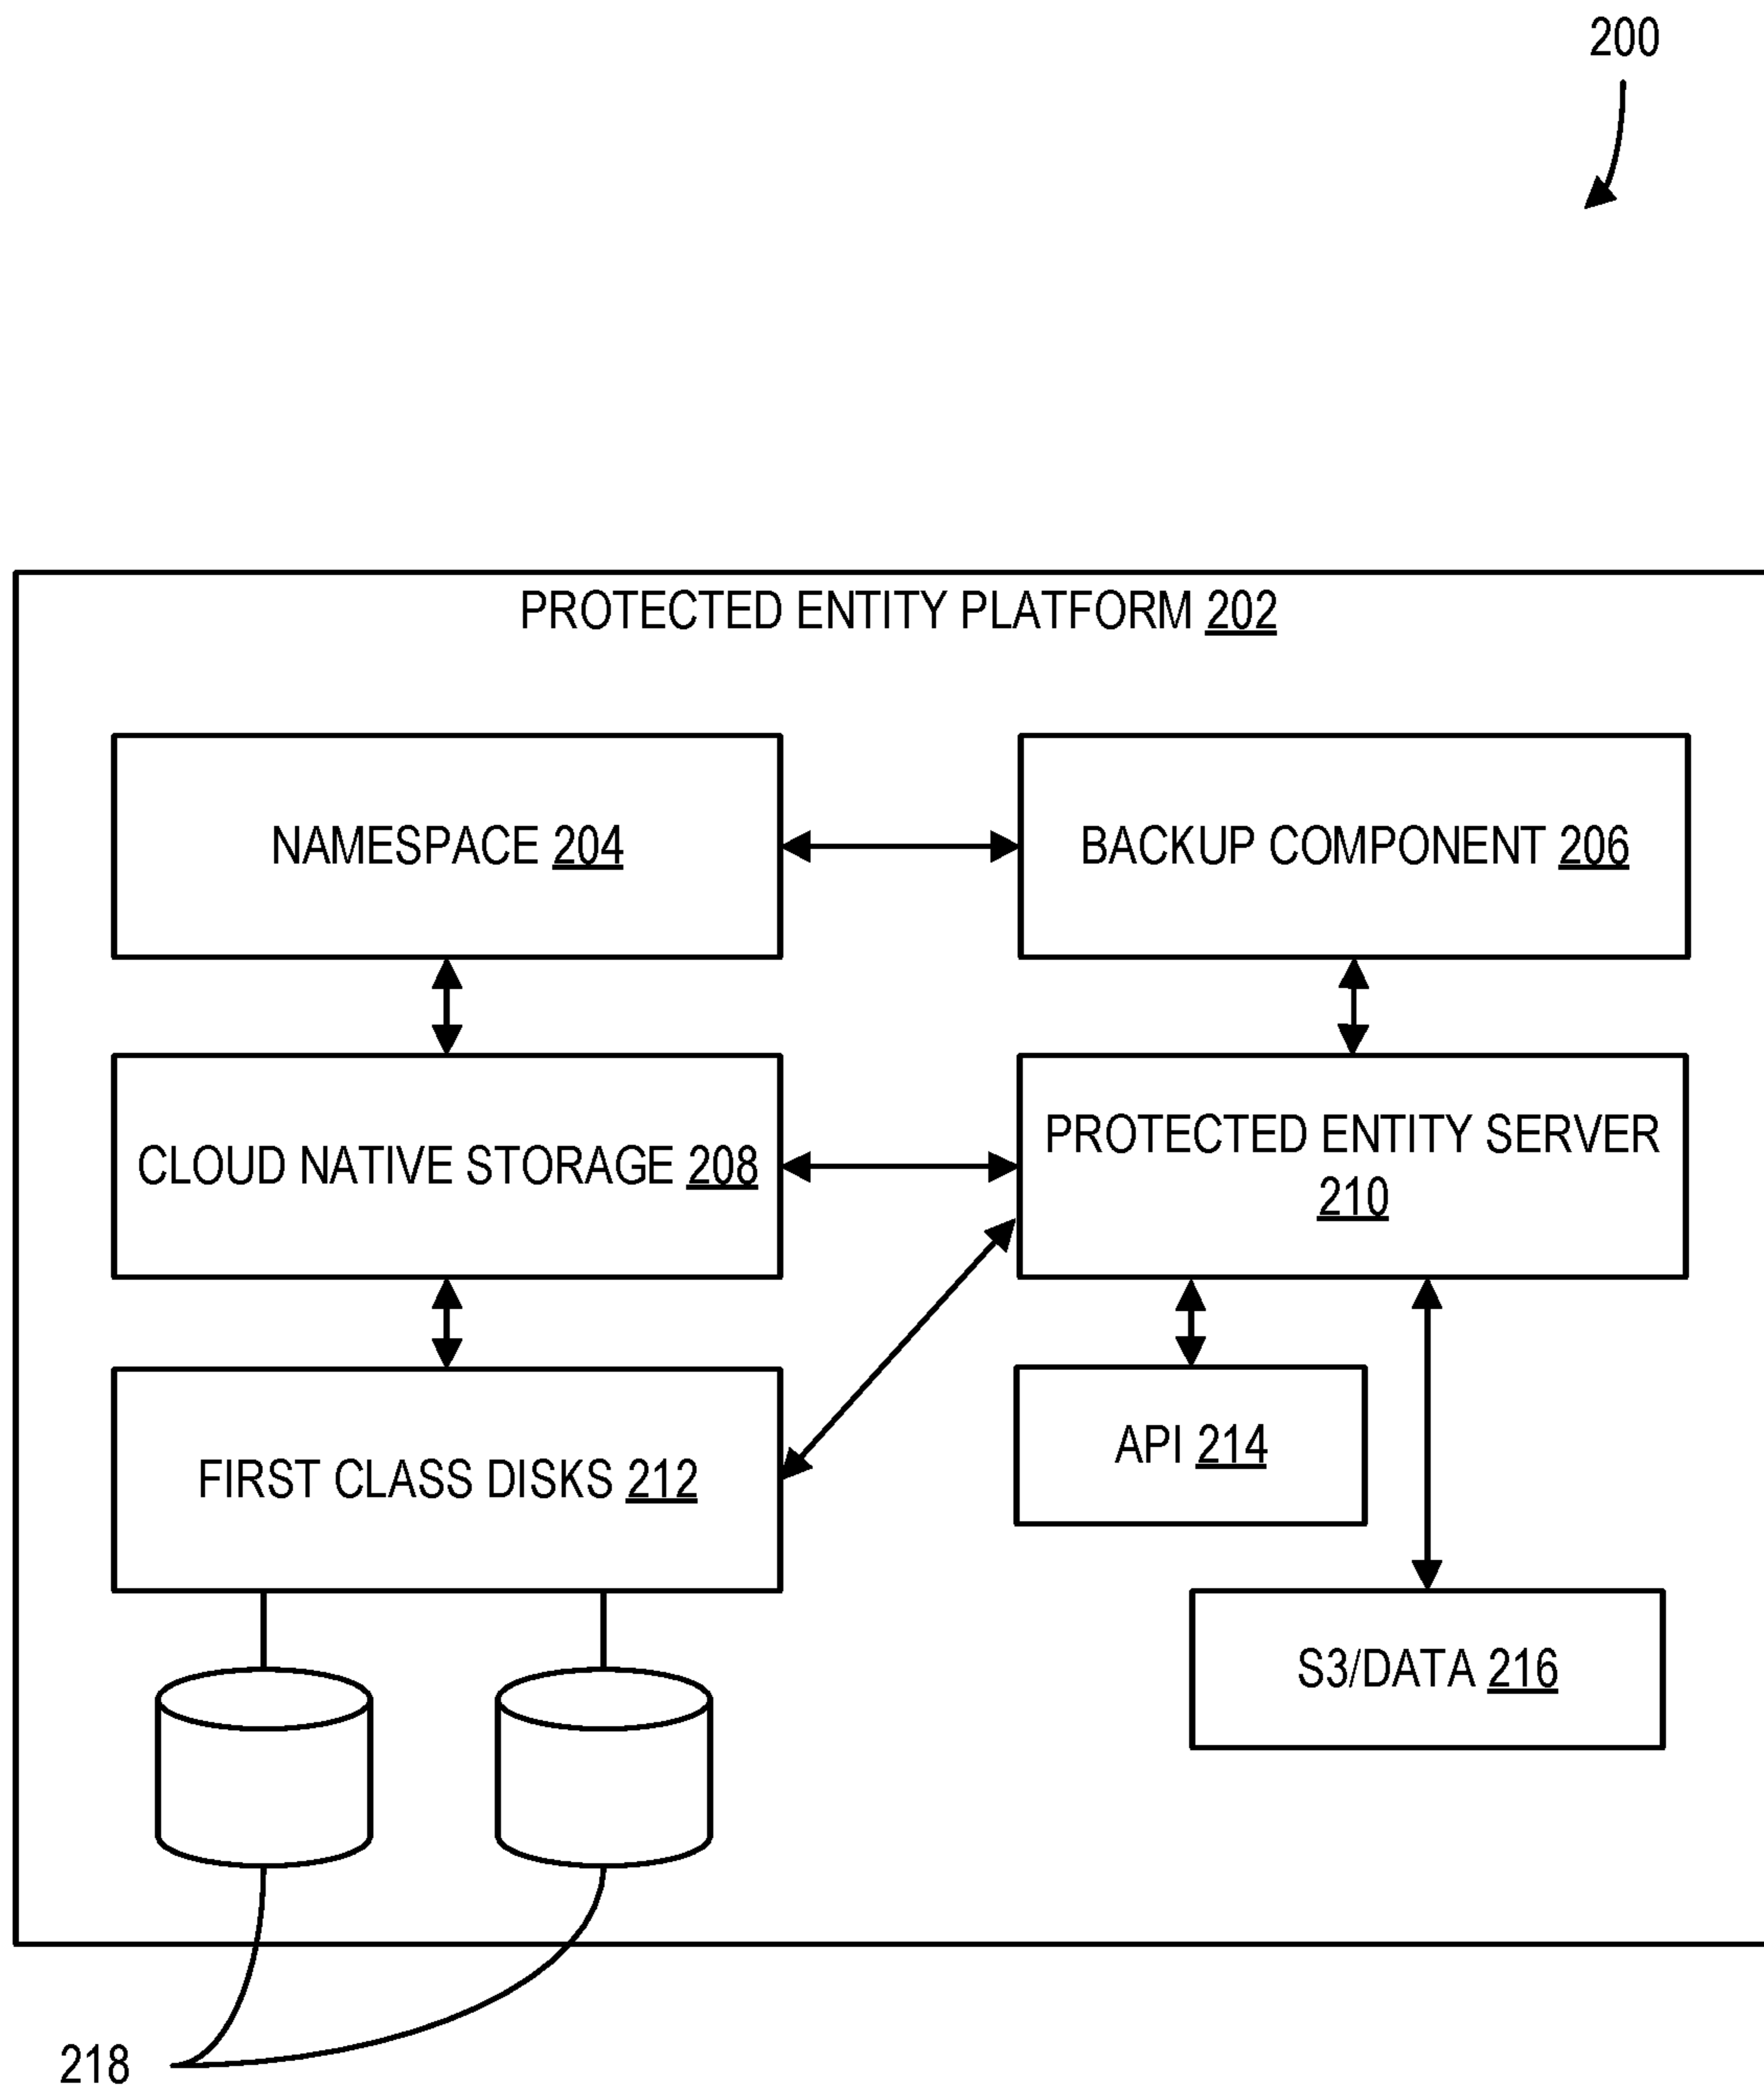 200
PROTECTED ENTITY PLATFORM 202
NAMESPACE 204
BACKUP COMPONENT 206
CLOUD NATIVE STORAGE 208
PROTECTED ENTITY SERVER
210
FIRST CLASS DISKS 212
API 214
S3/DATA 216
218